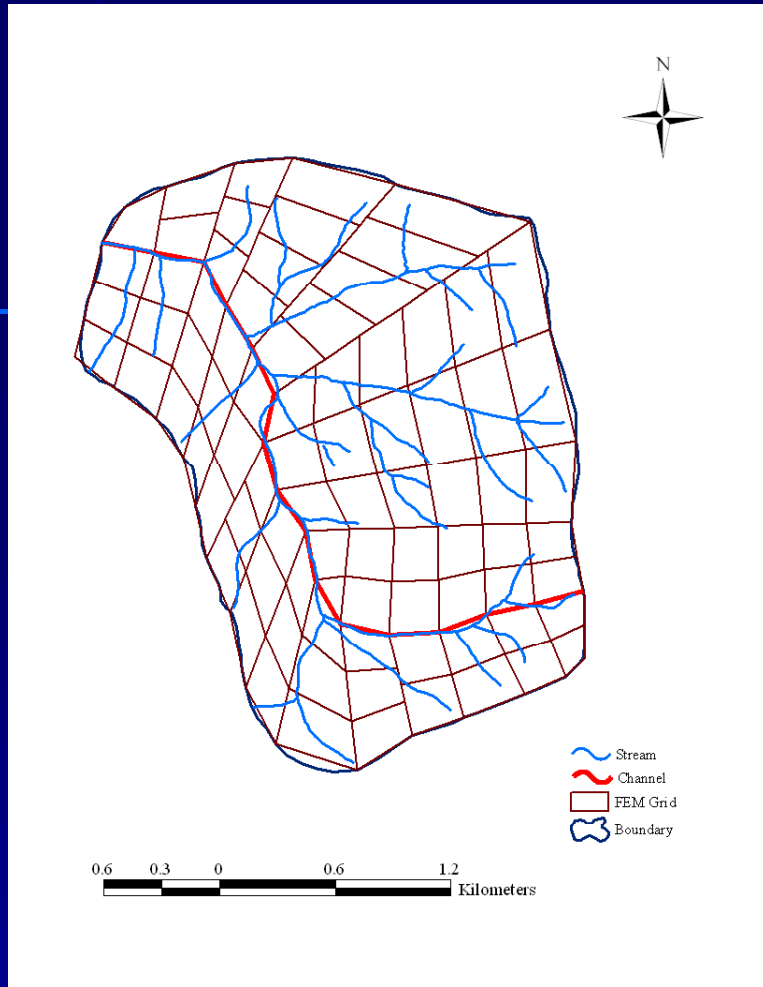 N
Stream
Channel
FEM Grid
Boundary
0.6 0.3 0 0.6 1.2
Kilometers